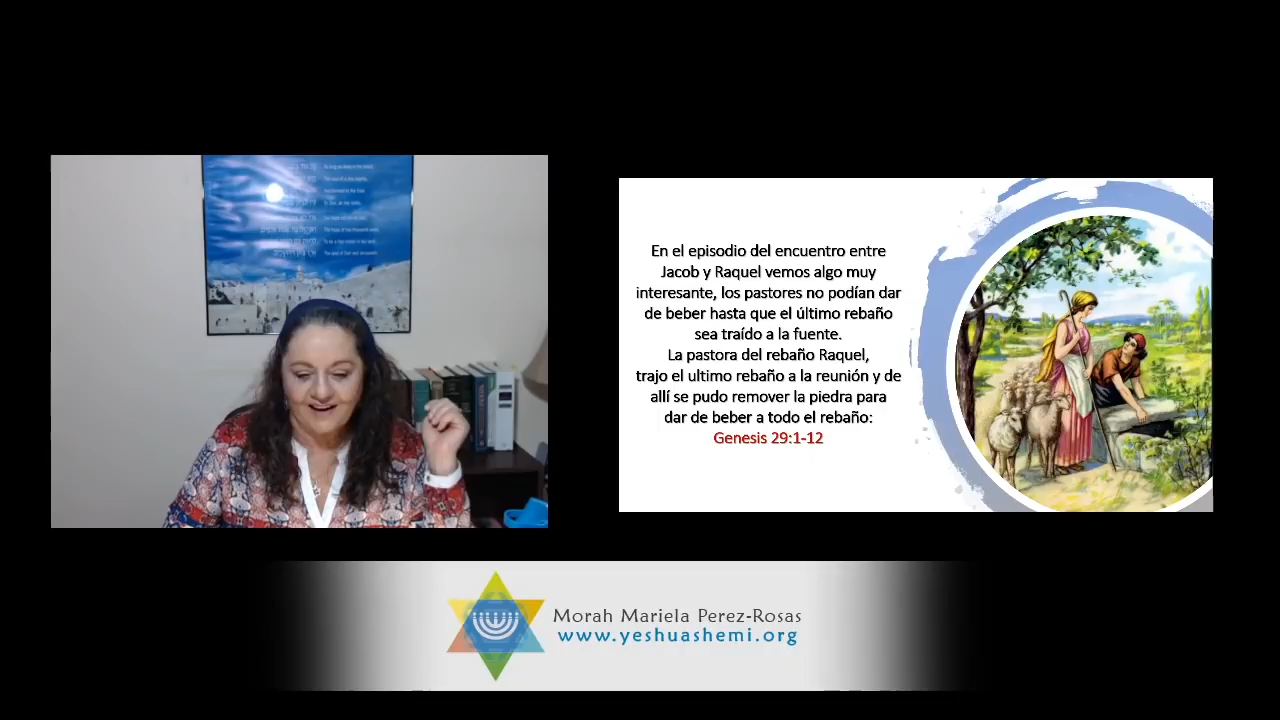 En el episodio del encuentro entre
Jacob y Raquel vemos algo muy
interesante, los pastores no podían dar
de beber hasta que el último rebaño
sea traído a la fuente.
La pastora del rebaño Raquel,
trajo el ultimo rebaño a la reunión y de
allí se pudo remover la piedra para
dar de beber a todo el rebaño:
Genesis 29:1-12
Morah Mariela Perez-Rosas
www.yeshuashemi.org